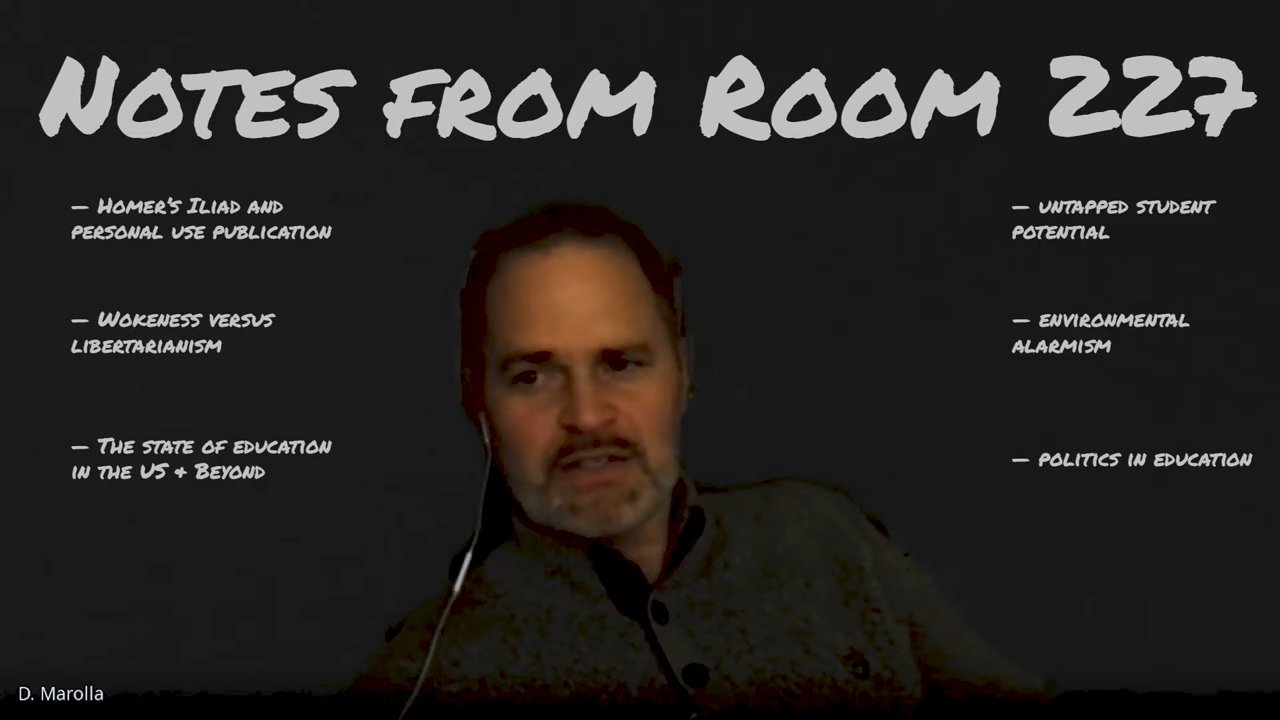 Notes from Room 227
– Homer's Iliad and
personal use publication
– Wokeness versus
libertarianism
– The state of education
in the US + Beyond
– untapped student
potential
– environmental
alarmism
– politics in education
D. Marolla